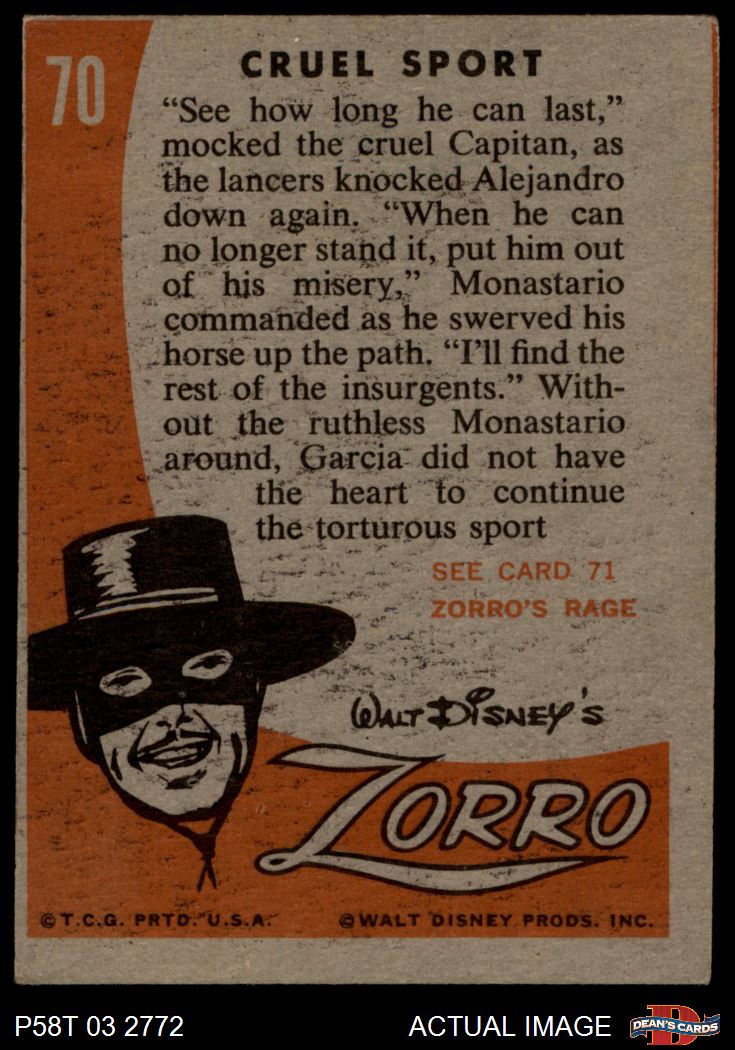 70
CRUEL SPORT
“See how long he can last,”
mocked the cruel Capitan, as
the lancers knocked Alejandro
down again. “When he can
no longer stand it, put him out
of his misery,” Monastario
commanded as he swerved his
horse up the path. “I’ll find the
rest of the insurgents.” With-
out the ruthless Monastario
around, Garcia did not have
the heart to continue
the torturous sport
SEE CARD 71
ZORRO’S RAGE
WALT DISNEY’S
ZORRO
©T.C.G. PRTD. U.S.A.
©WALT DISNEY PRODS. INC.
P58T 03 2772
ACTUAL IMAGE
D
DEAN'S CARDS